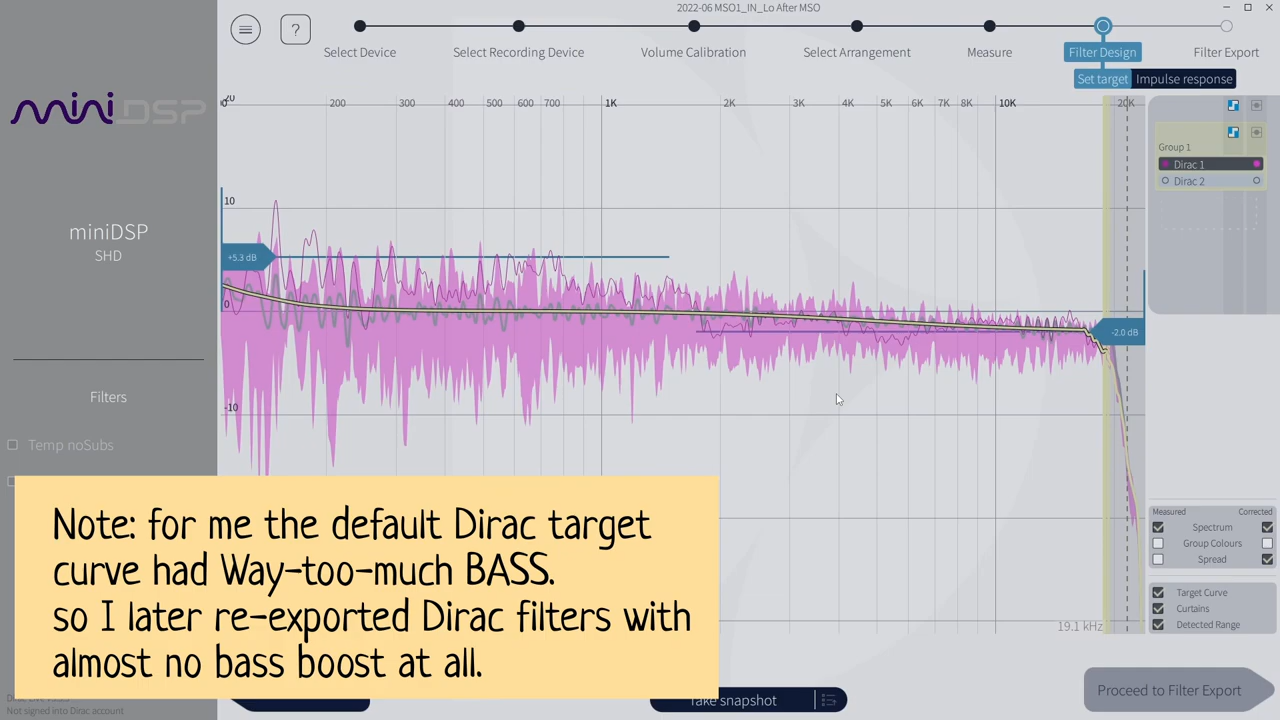 2022-06 MSO1_IN_Lo After MSO
?
Select Device
Select Recording Device
Volume Calibration
Select Arrangement
Measure
Filter Design
Filter Export
Set target
Impulse response
miniDSP
200
300
400
500
600
700
1K
2K
3K
4K
5K
6K
7K
8K
10K
20K
10
+5.3 dB
0
-2.0 dB
-10
Group 1
Dirac 1
Dirac 2
miniDSP
SHD
Filters
Temp noSubs
Measured
Corrected
Spectrum
Group Colours
Spread
Target Curve
Curtains
Detected Range
19.1 kHz
Note: for me the default Dirac target
curve had Way-too-much BASS.
so I later re-exported Dirac filters with
almost no bass boost at all.
Take snapshot
Proceed to Filter Export
Not signed into Dirac account